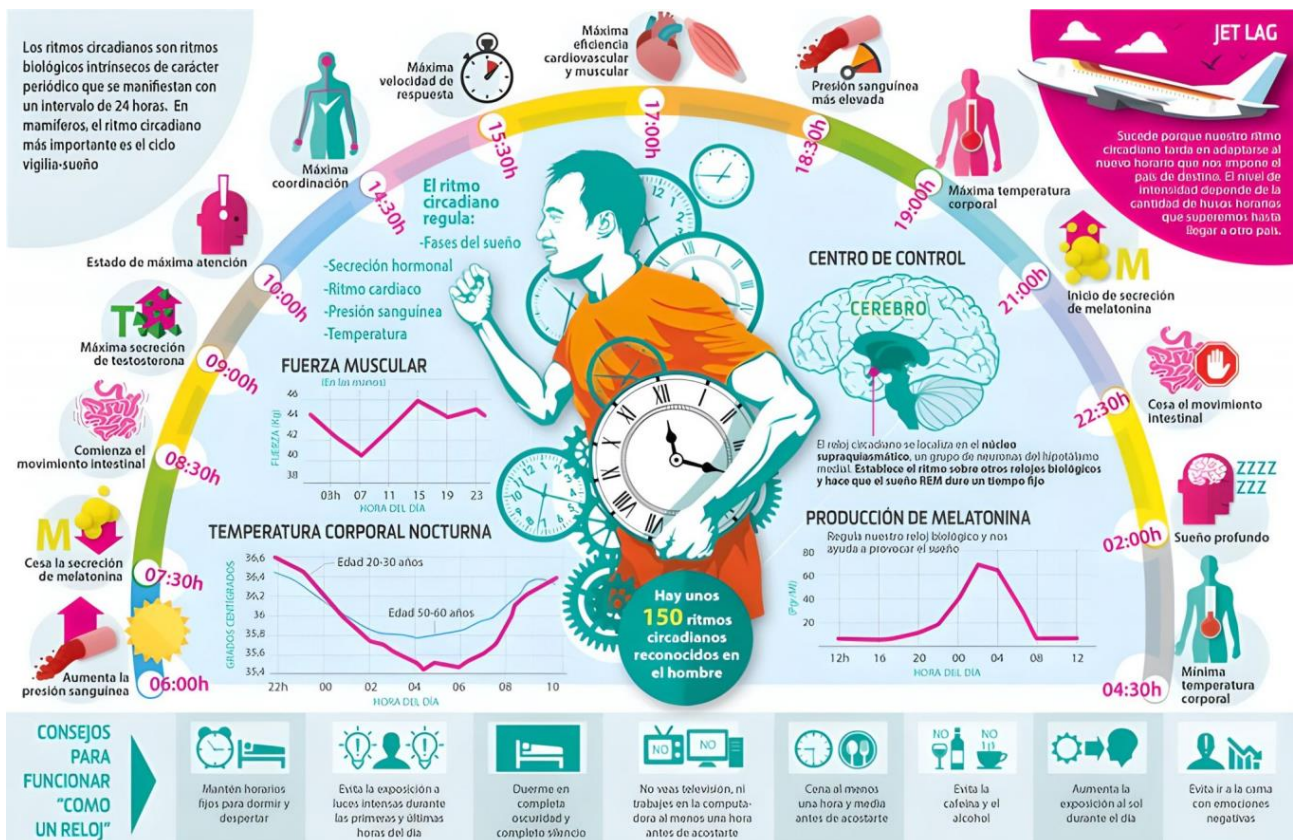 Los ritmos circadianos son ritmos
biológicos intrínsecos de carácter
periódico que se manifiestan con
un intervalo de 24 horas. En
mamíferos, el ritmo circadiano
más importante es el ciclo
vigilia-sueño
JET LAG
Sucede porque nuestro ritmo
circadiano tarda en adaptarse al
nuevo horario que nos impone el
país de destino. El nivel de
intensidad depende de la
cantidad de husos horarios
que superemos hasta
llegar a otro país.
06:00h
Aumenta la
presión sanguínea
07:30h
M
Cesa la secreción
de melatonina
08:30h
Comienza el
movimiento intestinal
09:00h
T
Máxima secreción
de testosterona
10:00h
Estado de máxima atención
14:30h
Máxima
coordinación
15:30h
Máxima
velocidad de
respuesta
17:00h
Máxima
eficiencia
cardiovascular
y muscular
18:30h
Presión sanguínea
más elevada
19:00h
Máxima temperatura
corporal
21:00h
M
Inicio de secreción
de melatonina
22:30h
Cesa el movimiento
intestinal
02:00h
ZZZZ
ZZZ
Sueño profundo
04:30h
Mínima
temperatura
corporal
El ritmo
circadiano
regula:
-Fases del sueño
-Secreción hormonal
-Ritmo cardiaco
-Presión sanguínea
-Temperatura
FUERZA MUSCULAR
(En las manos)
FUERZA (Kg)
46
44
42
40
38
03h 07 11 15 19 23
HORA DEL DÍA
TEMPERATURA CORPORAL NOCTURNA
GRADOS CENTÍGRADOS
36,6
36,4
36,2
36
35,8
35,6
35,4
Edad 20-30 años
Edad 50-60 años
22h 00 02 04 06 08 10
HORA DEL DÍA
CENTRO DE CONTROL
CEREBRO
El reloj circadiano se localiza en el núcleo
supraquiasmático, un grupo de neuronas del hipotálamo
medial. Establece el ritmo sobre otros relojes biológicos
y hace que el sueño REM dure un tiempo fijo
PRODUCCIÓN DE MELATONINA
Regula nuestro reloj biológico y nos
ayuda a provocar el sueño
80
60
40
20
12h 16 20 00 04 08 12
HORA DEL DÍA
Hay unos
150 ritmos
circadianos
reconocidos en
el hombre
CONSEJOS
PARA
FUNCIONAR
"COMO
UN RELOJ"
Mantén horarios
fijos para dormir y
despertar
Evita la exposición a
luces intensas durante
las primeras y últimas
horas del día
Duerme en
completa
oscuridad y
completo silencio
NO NO
No veas televisión, ni
trabajes en la computa-
dora al menos una hora
antes de acostarte
Cena al menos
una hora y media
antes de acostarte
NO
Evita la
cafeína y el
alcohol
Aumenta la
exposición al sol
durante el día
Evita ir a la cama
con emociones
negativas